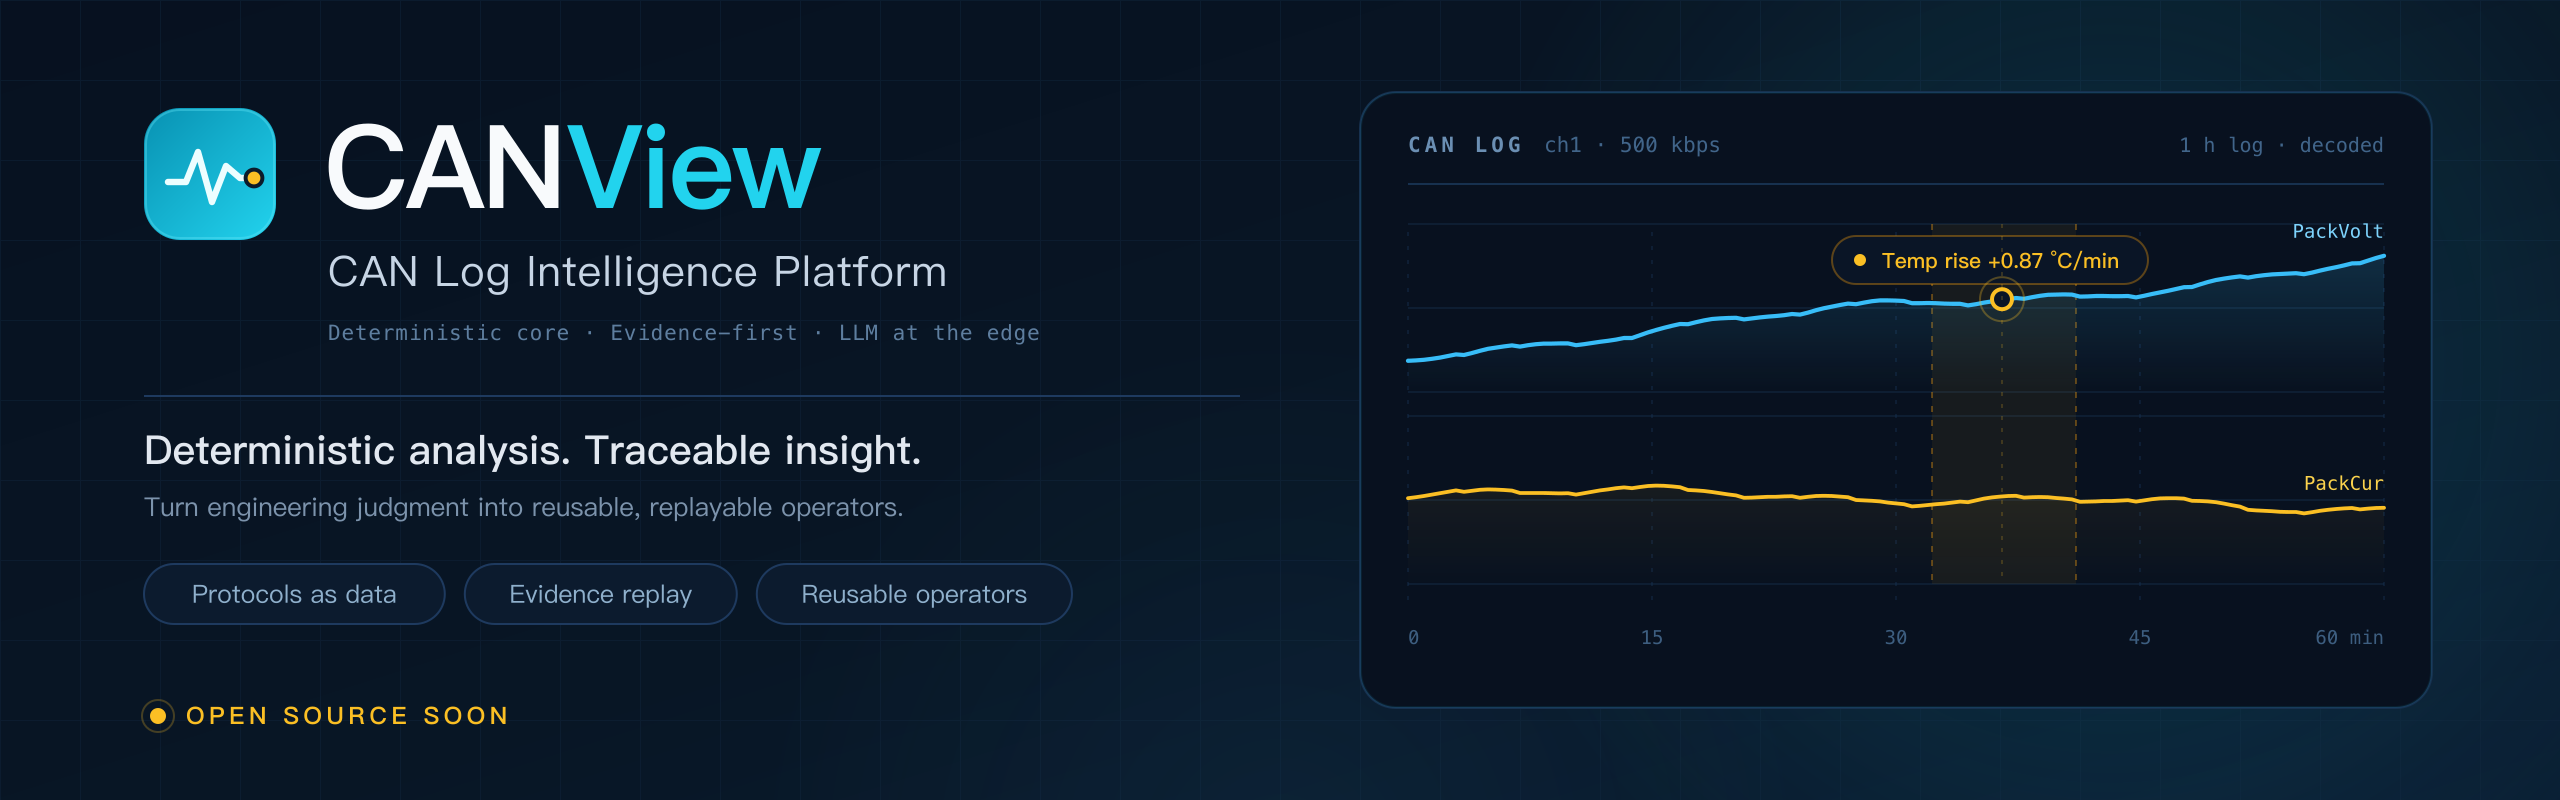 CANView
CAN Log Intelligence Platform
Deterministic core · Evidence-first · LLM at the edge
Deterministic analysis. Traceable insight.
Turn engineering judgment into reusable, replayable operators.
Protocols as data
Evidence replay
Reusable operators
OPEN SOURCE SOON
CAN LOG ch1 · 500 kbps
1 h log · decoded
PackVolt
Temp rise +0.87 °C/min
PackCur
0 15 30 45 60 min